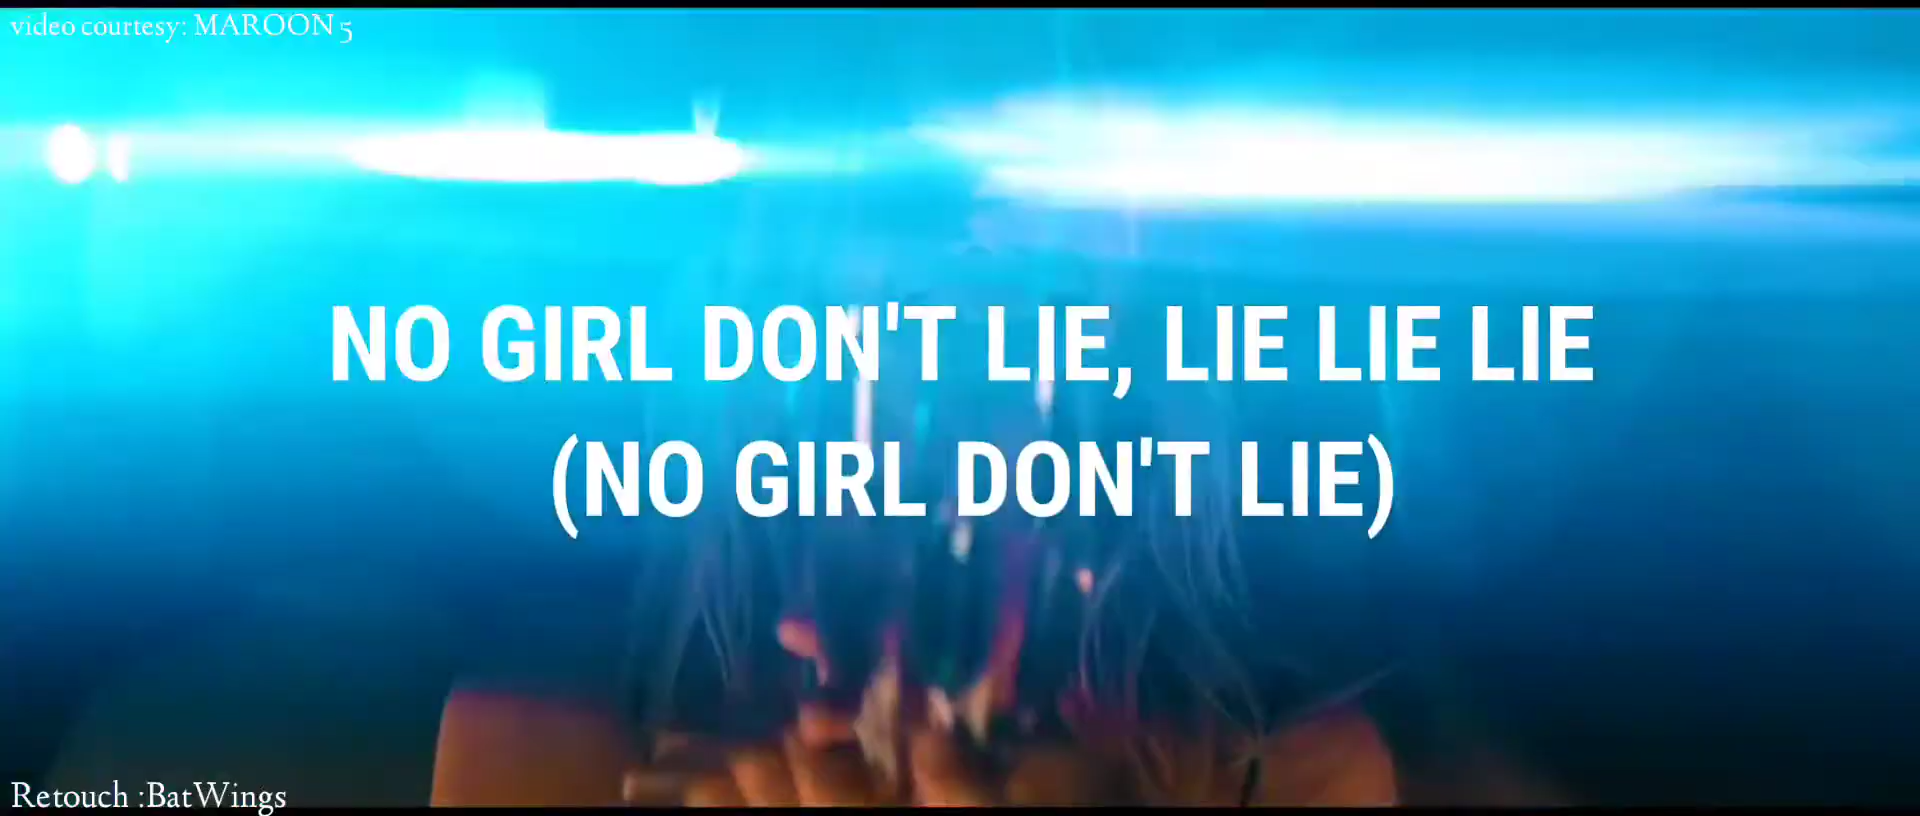 video courtesy: MAROON 5
NO GIRL DON'T LIE, LIE LIE LIE
(NO GIRL DON'T LIE)
Retouch :BatWings